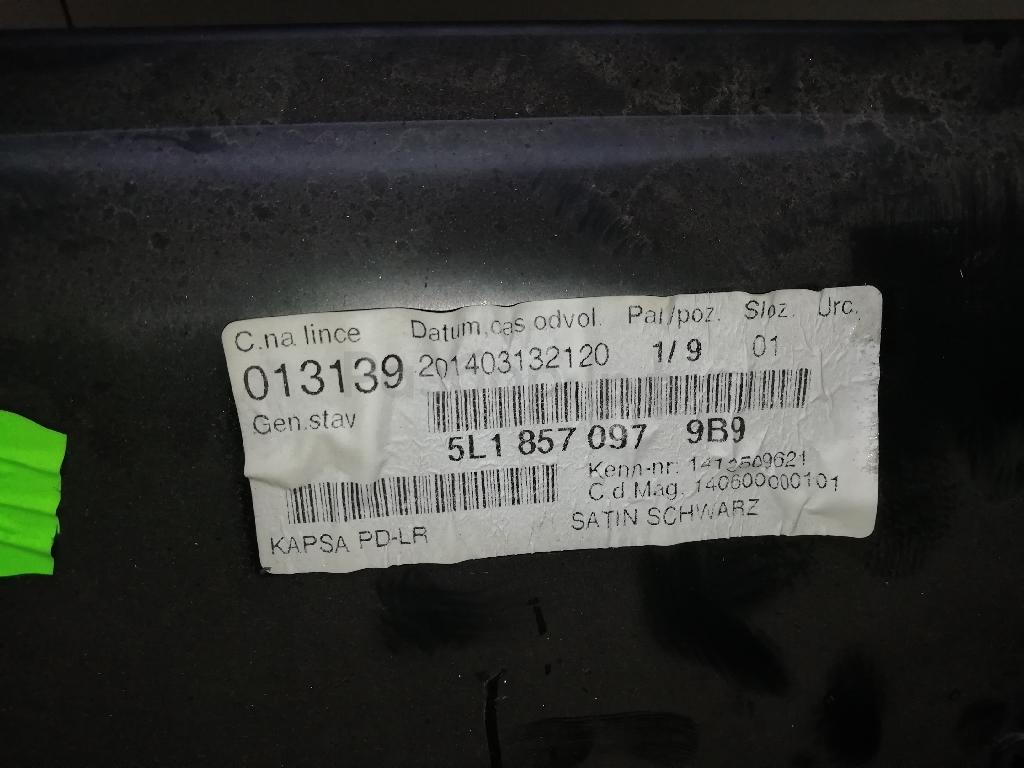 C.na lince Datum,cas odvol. Pal/poz. Sloz. Urc.
013139 201403132120 1/9 01
Gen.stav
5L1 857 097 9B9
Kenn-nr:
C.d Mag. 140600000101
KAPSA PD-LR SATIN SCHWARZ